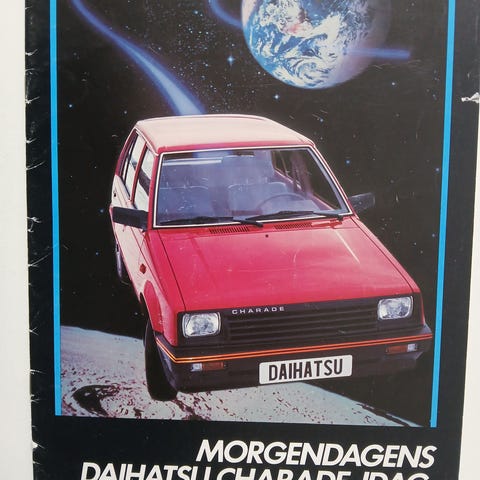 CHARADE
DAIHATSU
MORGENDAGENS
DAIHATSU CHARADE IDAG